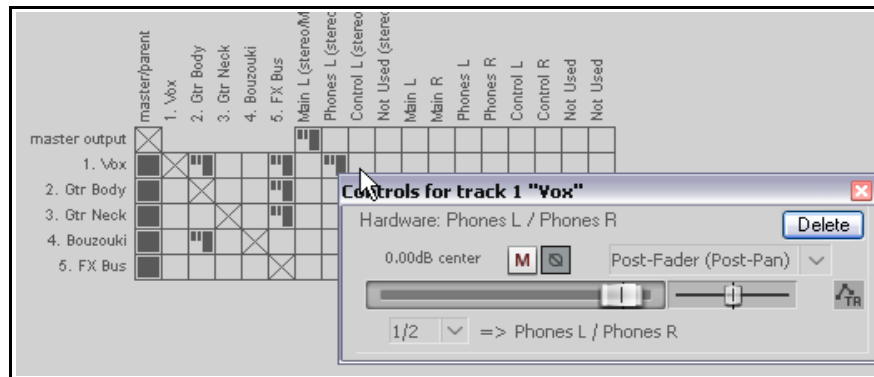 master/parent
1. Vox
2. Gtr Body
3. Gtr Neck
4. Bouzouki
5. FX Bus
Main L (stereo/M
Phones L (stereo
Control L (stereo
Not Used (stereo
Main L
Main R
Phones L
Phones R
Control L
Control R
Not Used
Not Used
master output
1. Vox
2. Gtr Body
3. Gtr Neck
4. Bouzouki
5. FX Bus
Controls for track 1 "Vox"
Hardware: Phones L / Phones R
Delete
0.00dB center
M
Post-Fader (Post-Pan)
TR
1/2
=> Phones L / Phones R